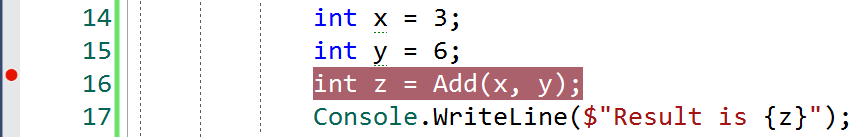 14 int x = 3;
15 int y = 6;
16 int z = Add(x, y);
17 Console.WriteLine($"Result is {z}");